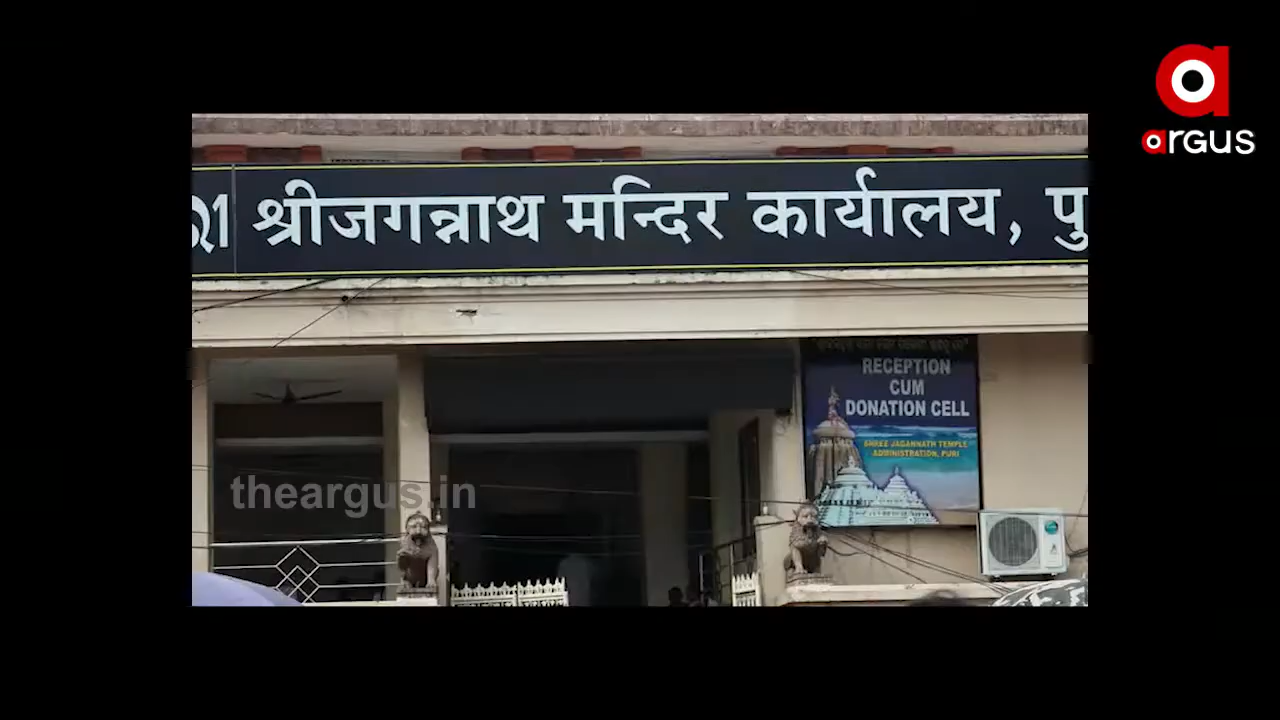 argus
श्रीजगन्नाथ मन्दिर कार्यालय, पु
RECEPTION
CUM
DONATION CELL
SHREE JAGANNATH TEMPLE
ADMINISTRATION, PURI
theargus.in